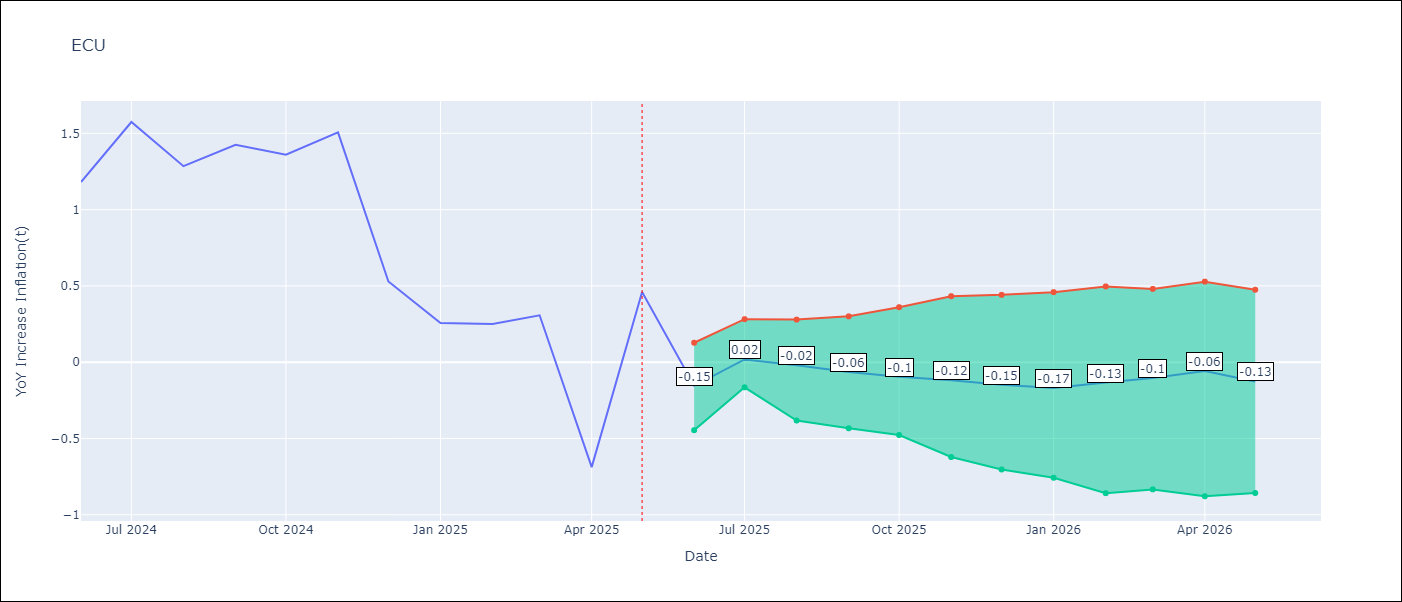 ECU
YoY Increase Inflation(t)
1.5
1
0.5
0
−0.5
−1
-0.15
0.02
-0.02
-0.06
-0.1
-0.12
-0.15
-0.17
-0.13
-0.1
-0.06
-0.13
Jul 2024
Oct 2024
Jan 2025
Apr 2025
Jul 2025
Oct 2025
Jan 2026
Apr 2026
Date